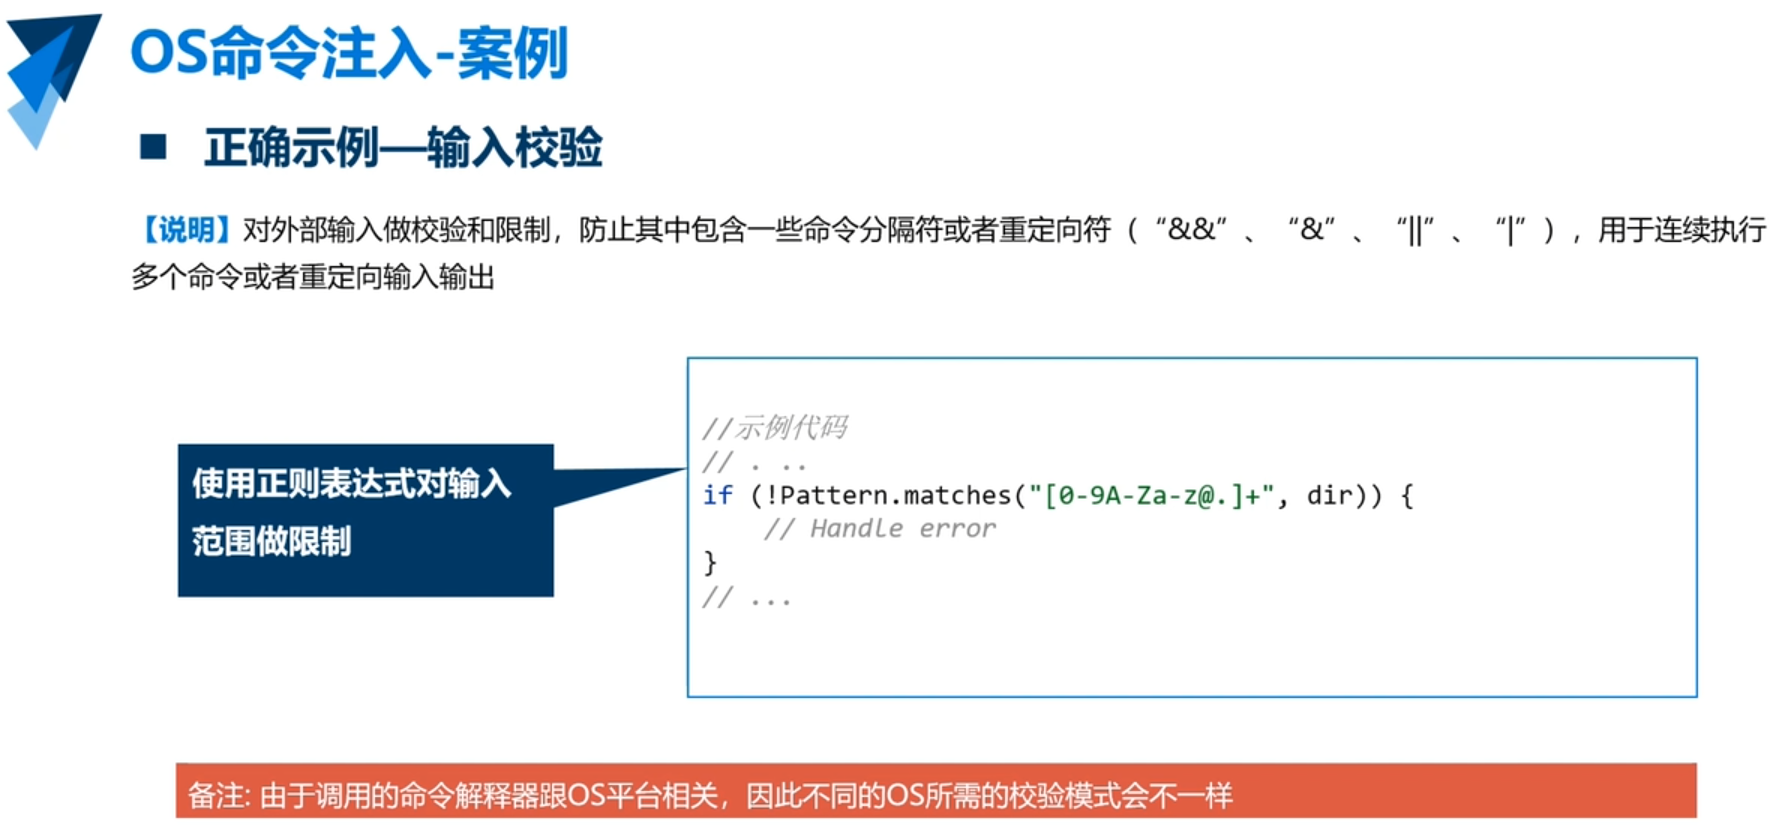 OS命令注入-案例
■ 正确示例—输入校验
【说明】对外部输入做校验和限制，防止其中包含一些命令分隔符或者重定向符（“&&”、“&”、“||”、“|”），用于连续执行
多个命令或者重定向输入输出
使用正则表达式对输入
范围做限制
//示例代码
// . ..
if (!Pattern.matches("[0-9A-Za-z@.]+", dir)) {
    // Handle error
}
// ...
备注: 由于调用的命令解释器跟OS平台相关，因此不同的OS所需的校验模式会不一样